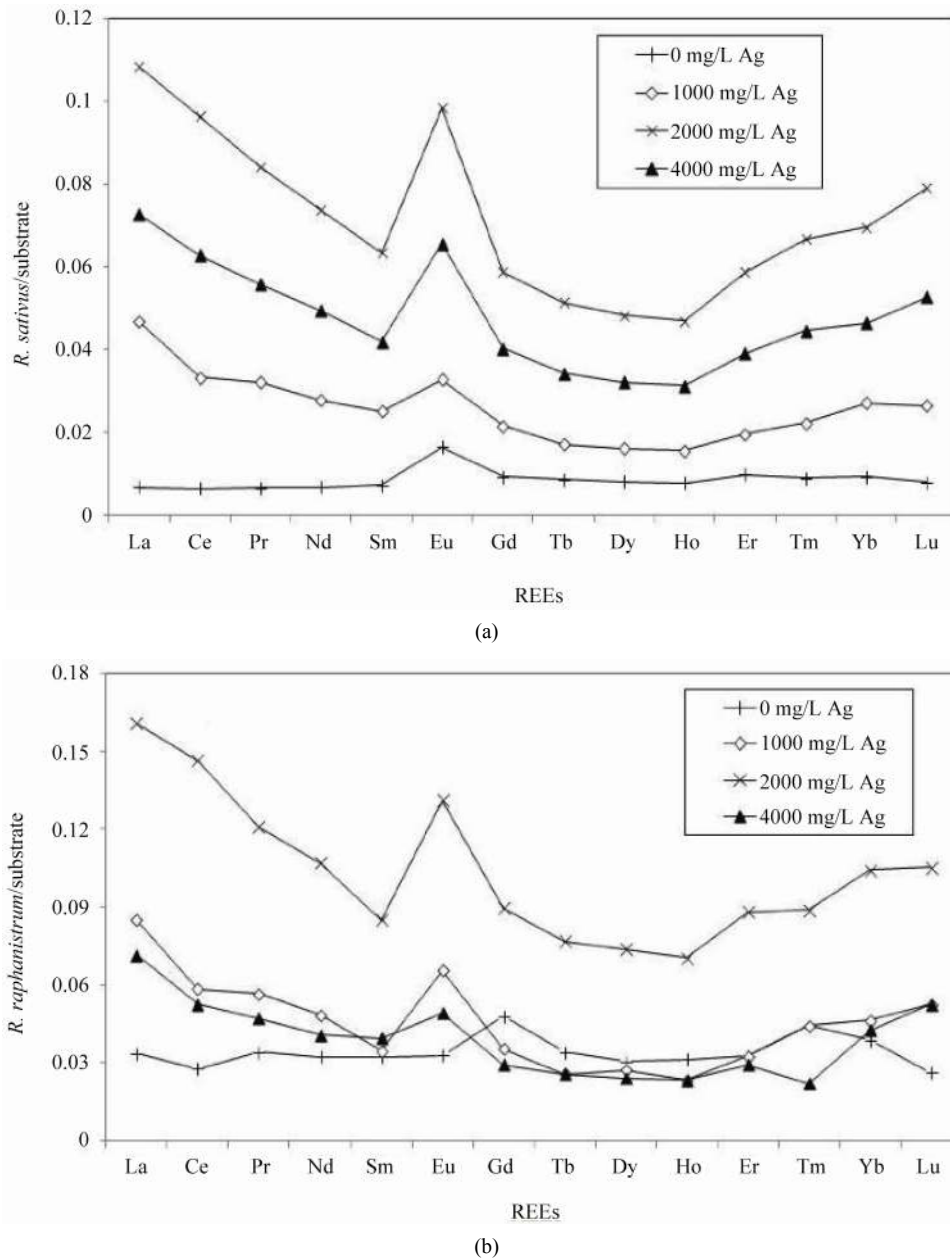 0.12
0.1
0.08
0.06
0.04
0.02
0
R. sativus/substrate
0 mg/L Ag
1000 mg/L Ag
2000 mg/L Ag
4000 mg/L Ag
La Ce Pr Nd Sm Eu Gd Tb Dy Ho Er Tm Yb Lu
REEs
(a)
0.18
0.15
0.12
0.09
0.06
0.03
0
R. raphanistrum/substrate
0 mg/L Ag
1000 mg/L Ag
2000 mg/L Ag
4000 mg/L Ag
La Ce Pr Nd Sm Eu Gd Tb Dy Ho Er Tm Yb Lu
REEs
(b)